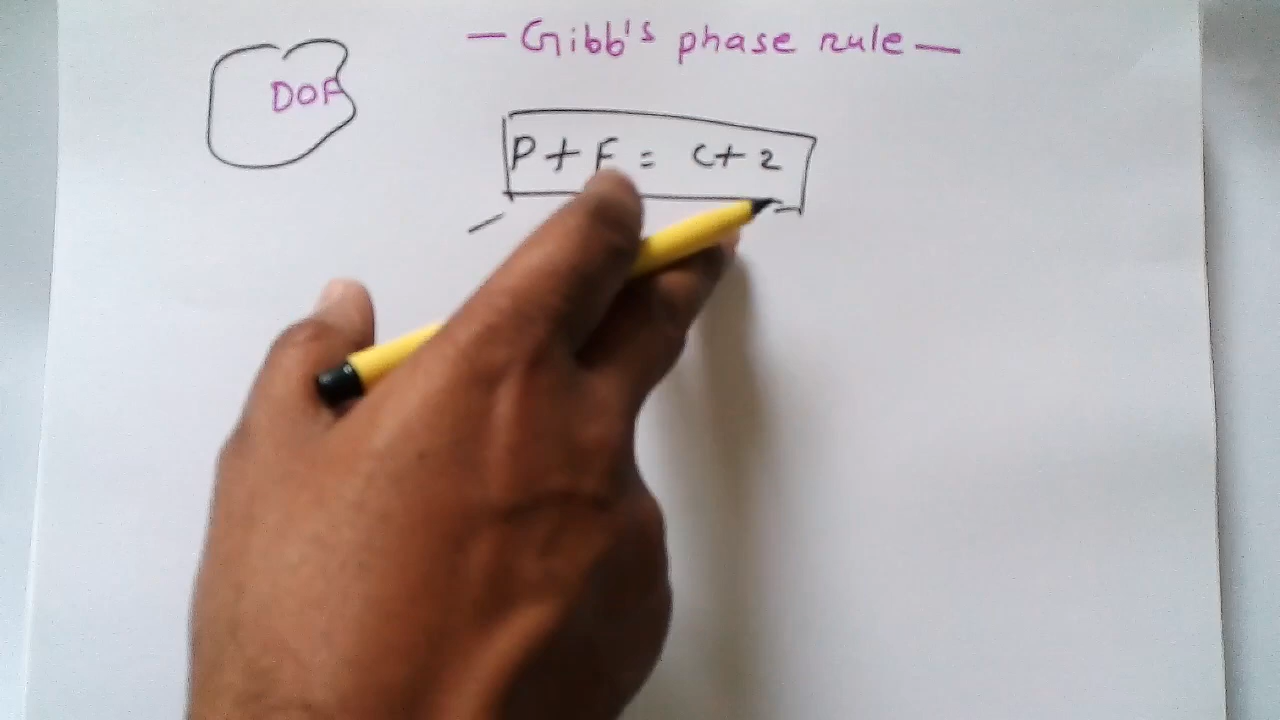 — Gibb's phase rule —
DOF
P + F = C + 2